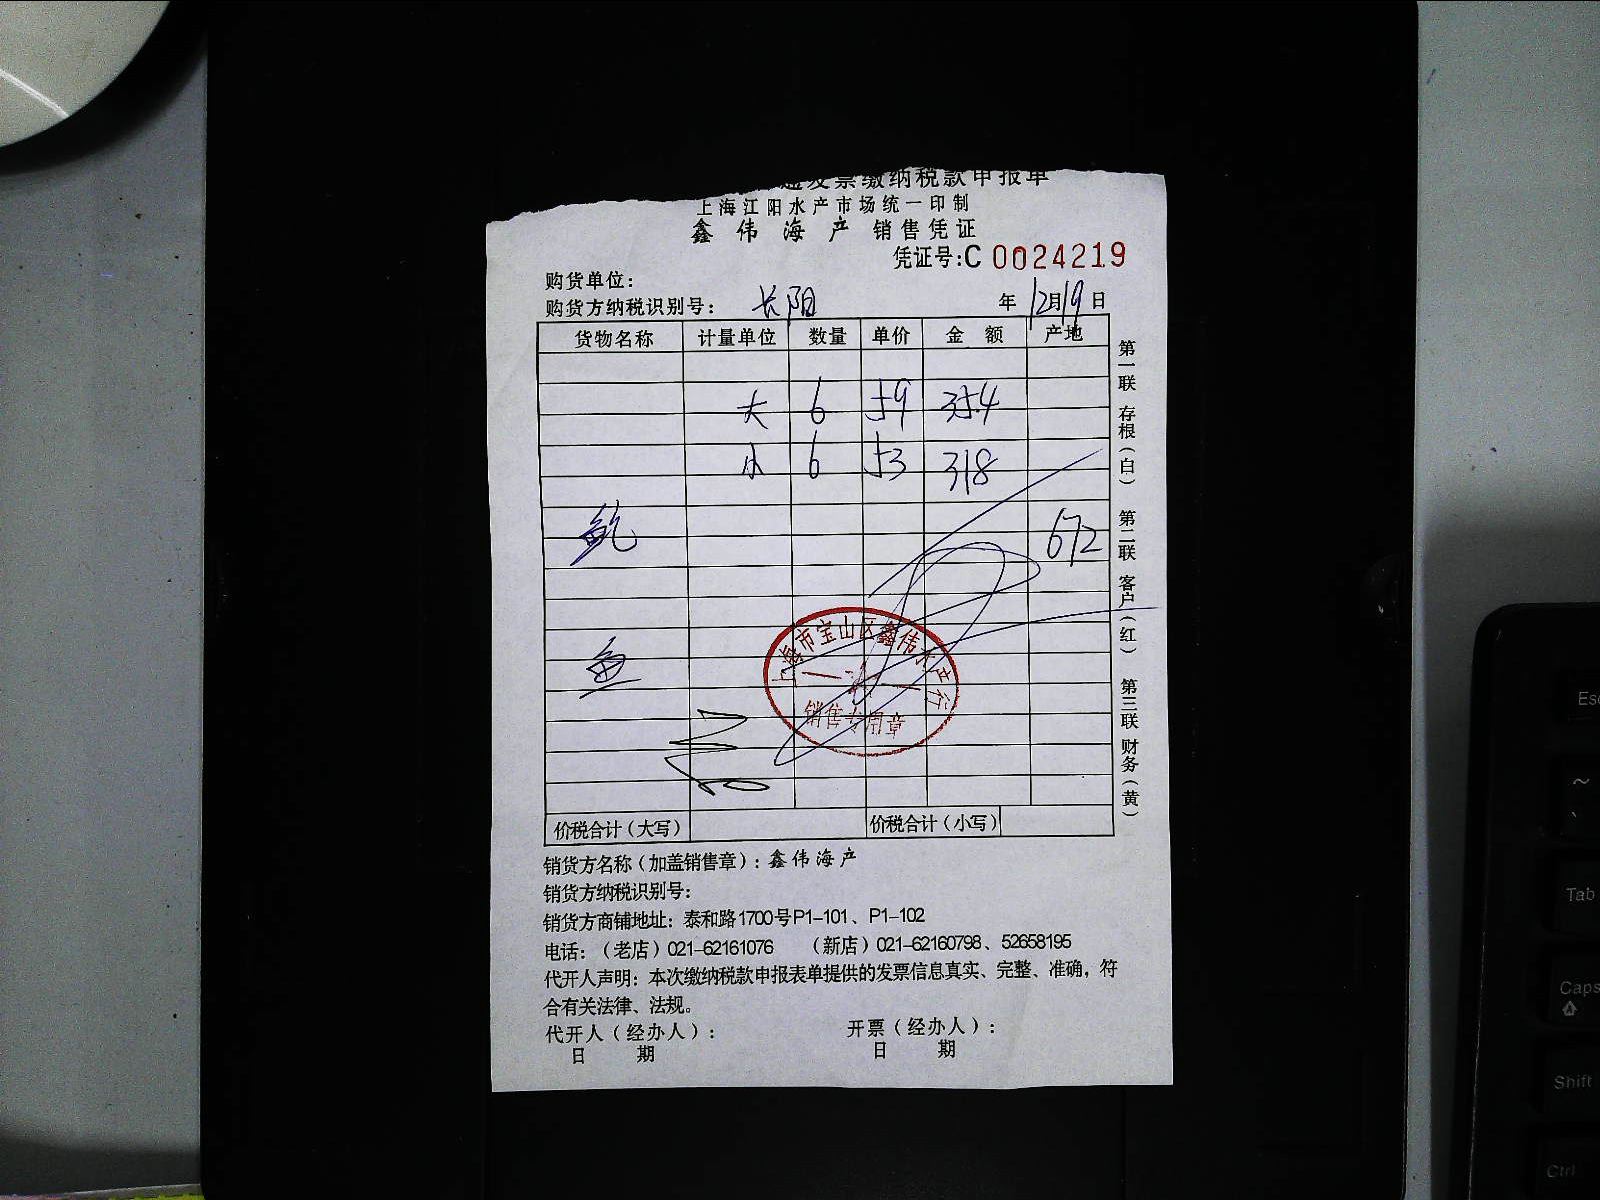 发票缴纳税款申报单
上海江阳水产市场统一印制
鑫伟海产 销售凭证
凭证号:C 0024219
购货单位:
购货方纳税识别号: 长阳 年12月19日
货物名称 计量单位 数量 单价 金额 产地
大 6 59 354
小 6 53 318
鲍 672
鱼
上海市宝山区鑫伟水产行
销售专用章
价税合计(大写) 价税合计(小写)
第一联 存根(白) 第二联 客户(红) 第三联 财务(黄)
销货方名称(加盖销售章): 鑫伟海产
销货方纳税识别号:
销货方商铺地址: 泰和路1700号P1-101、P1-102
电话: (老店)021-62161076 (新店)021-62160798、52658195
代开人声明: 本次缴纳税款申报表单提供的发票信息真实、完整、准确, 符
合有关法律、法规。
代开人(经办人): 开票(经办人):
日 期 日 期
Esc
~
Tab
Caps
Shift
Ctrl